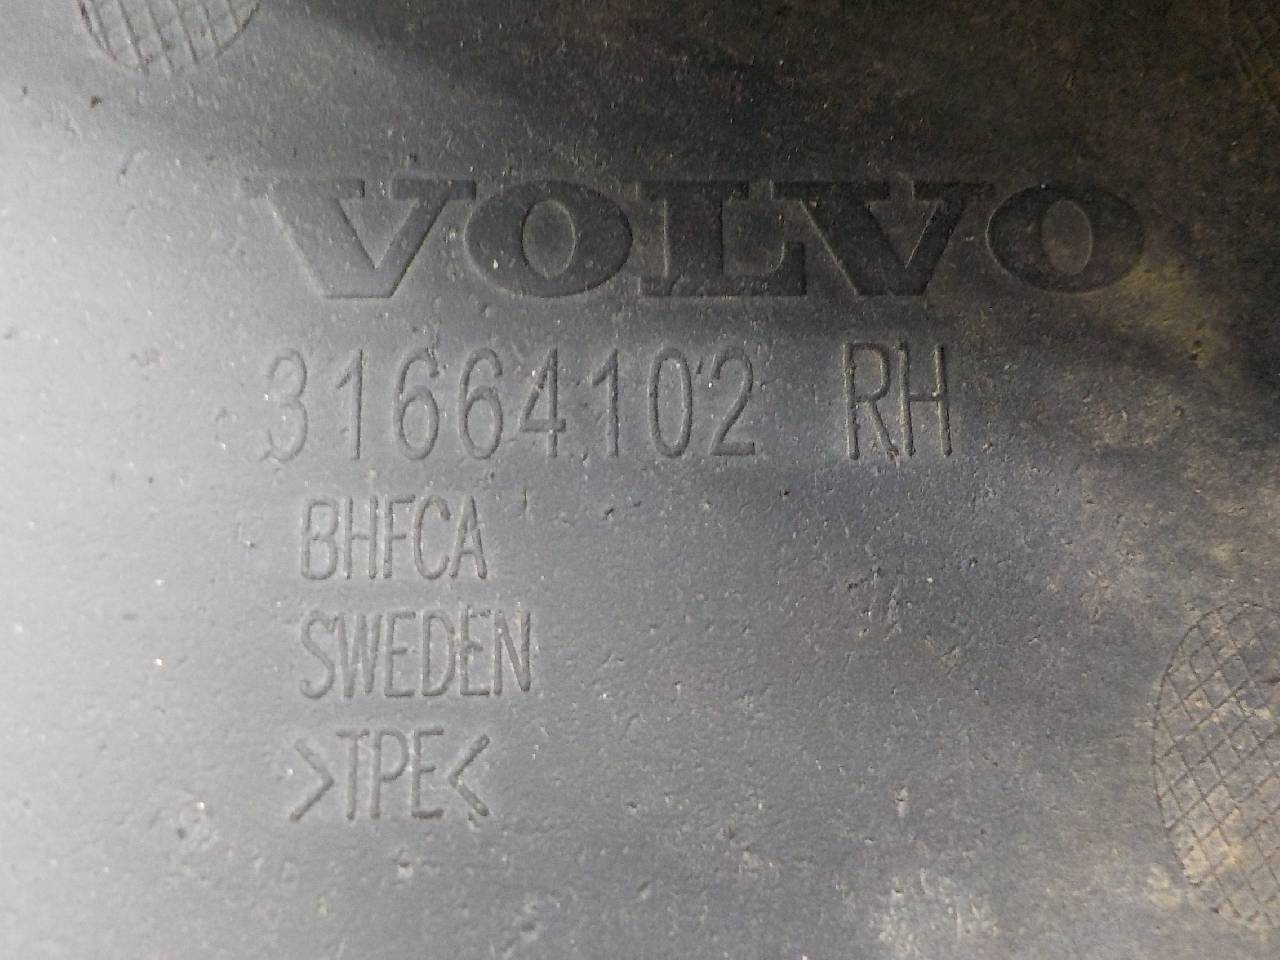 VOLVO
31664102 RH
BHFCA
SWEDEN
>TPE<